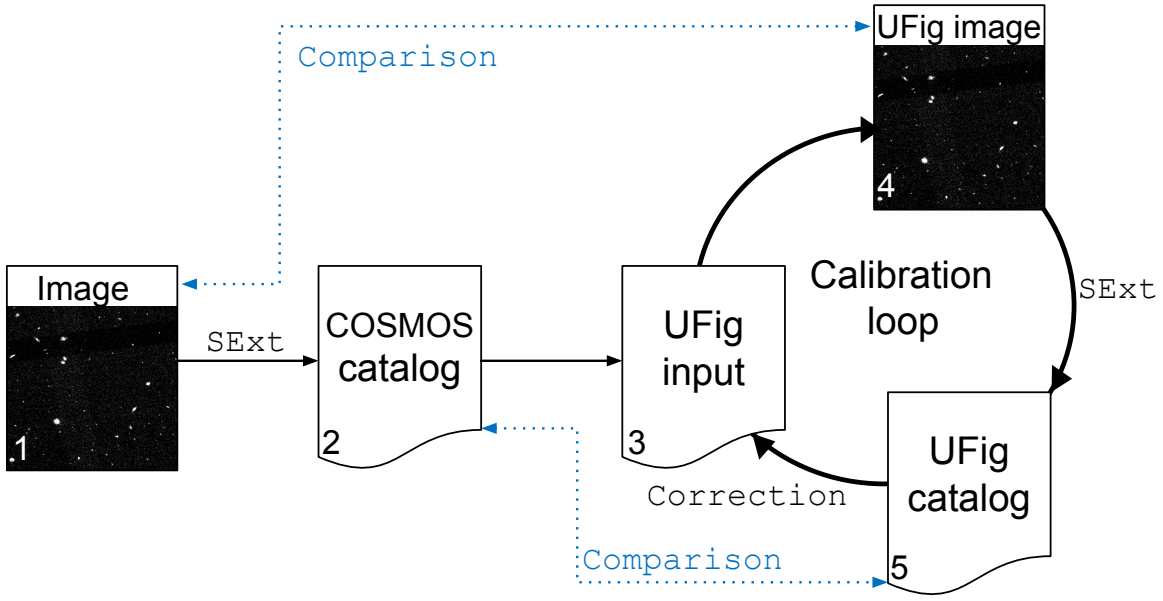 UFig image
Comparison
4
Image
1
SExt
COSMOS
catalog
2
UFig
input
3
Calibration
loop
SExt
Correction
UFig
catalog
5
Comparison